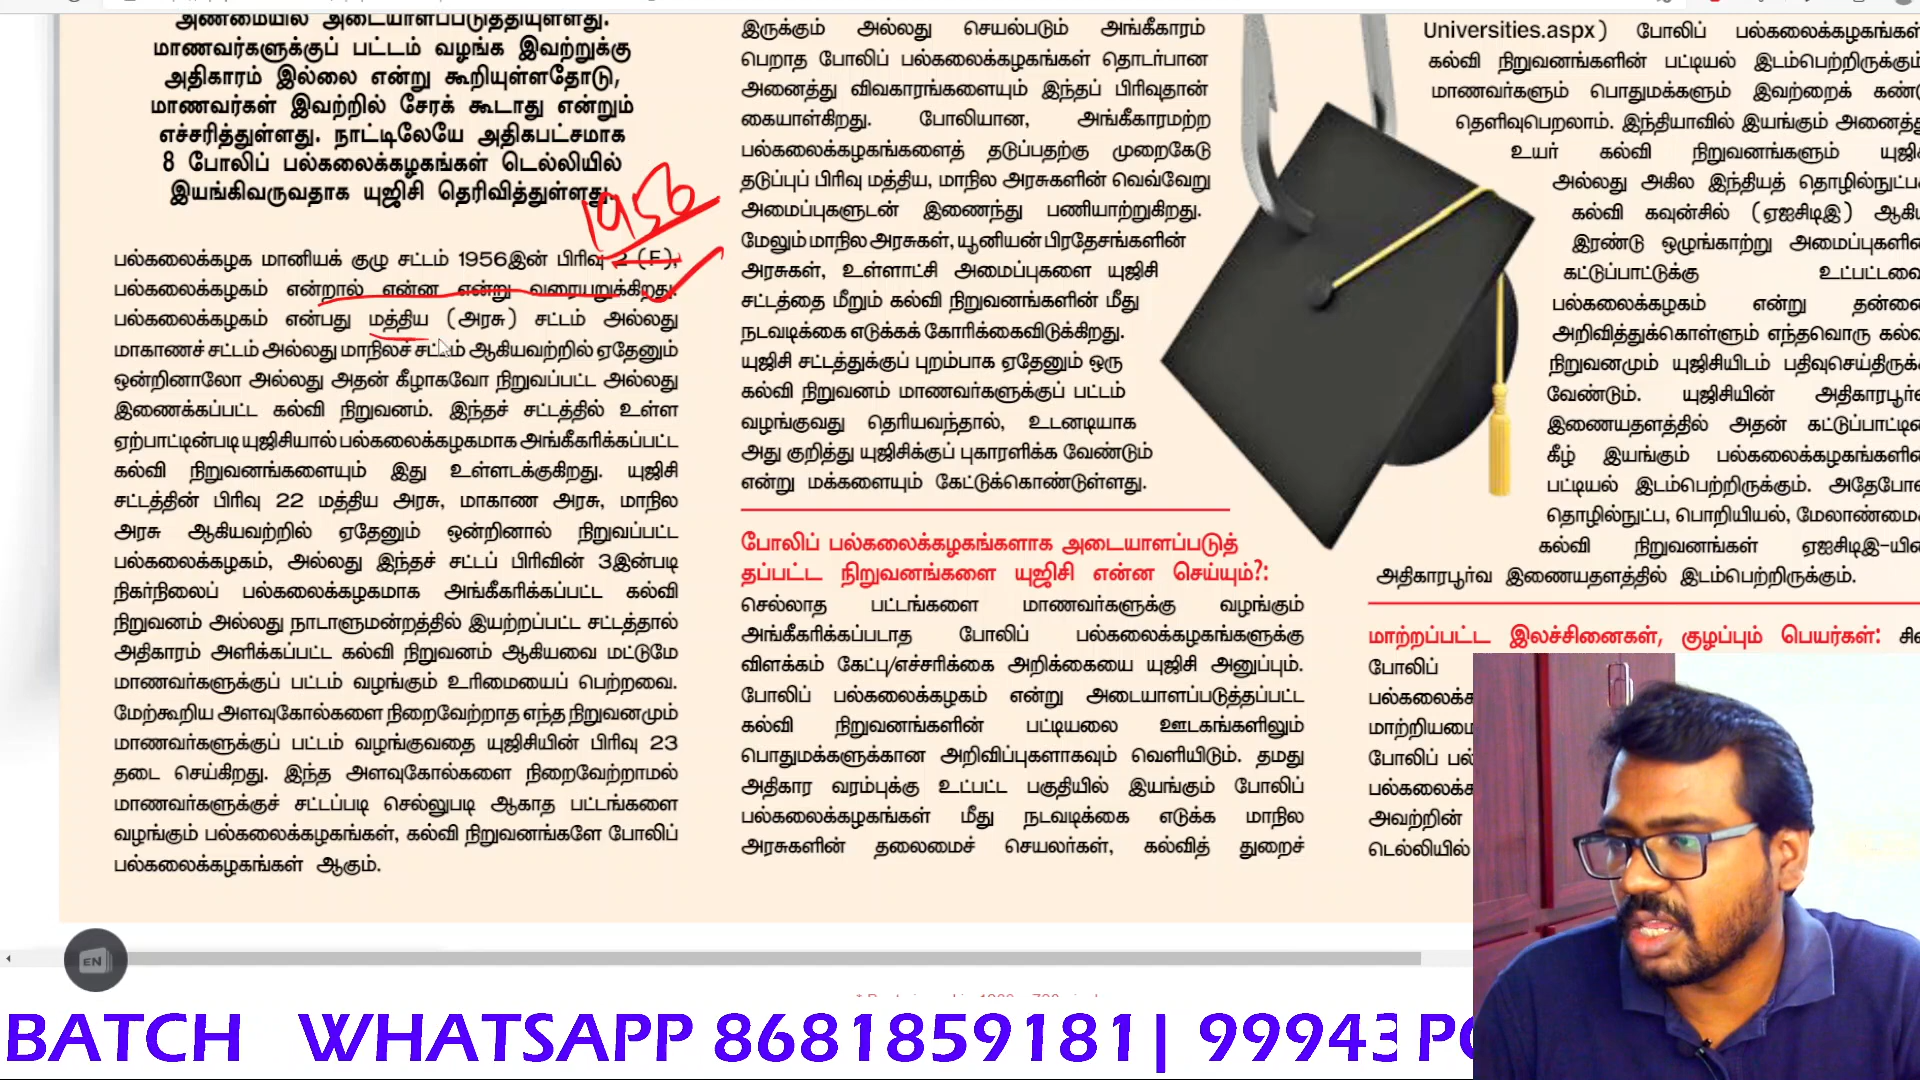 அண்மையில் அடையாளப்படுத்தியுள்ளது.
மாணவர்களுக்குப் பட்டம் வழங்க இவற்றுக்கு
அதிகாரம் இல்லை என்று கூறியுள்ளதோடு,
மாணவர்கள் இவற்றில் சேரக் கூடாது என்றும்
எச்சரித்துள்ளது. நாட்டிலேயே அதிகபட்சமாக
8 போலிப் பல்கலைக்கழகங்கள் டெல்லியில்
இயங்கிவருவதாக யுஜிசி தெரிவித்துள்ளது.
1956
பல்கலைக்கழக மானியக் குழு சட்டம் 1956இன் பிரிவு 2 (F),
பல்கலைக்கழகம் என்றால் என்ன என்று வரையறுக்கிறது.
பல்கலைக்கழகம் என்பது மத்திய (அரசு) சட்டம் அல்லது
மாகாணச் சட்டம் அல்லது மாநிலச் சட்டம் ஆகியவற்றில் ஏதேனும்
ஒன்றினாலோ அல்லது அதன் கீழாகவோ நிறுவப்பட்ட அல்லது
இணைக்கப்பட்ட கல்வி நிறுவனம். இந்தச் சட்டத்தில் உள்ள
ஏற்பாட்டின்படி யுஜிசியால் பல்கலைக்கழகமாக அங்கீகரிக்கப்பட்ட
கல்வி நிறுவனங்களையும் இது உள்ளடக்குகிறது. யுஜிசி
சட்டத்தின் பிரிவு 22 மத்திய அரசு, மாகாண அரசு, மாநில
அரசு ஆகியவற்றில் ஏதேனும் ஒன்றினால் நிறுவப்பட்ட
பல்கலைக்கழகம், அல்லது இந்தச் சட்டப் பிரிவின் 3இன்படி
நிகர்நிலைப் பல்கலைக்கழகமாக அங்கீகரிக்கப்பட்ட கல்வி
நிறுவனம் அல்லது நாடாளுமன்றத்தில் இயற்றப்பட்ட சட்டத்தால்
அதிகாரம் அளிக்கப்பட்ட கல்வி நிறுவனம் ஆகியவை மட்டுமே
மாணவர்களுக்குப் பட்டம் வழங்கும் உரிமையைப் பெற்றவை.
மேற்கூறிய அளவுகோல்களை நிறைவேற்றாத எந்த நிறுவனமும்
மாணவர்களுக்குப் பட்டம் வழங்குவதை யுஜிசியின் பிரிவு 23
தடை செய்கிறது. இந்த அளவுகோல்களை நிறைவேற்றாமல்
மாணவர்களுக்குச் சட்டப்படி செல்லுபடி ஆகாத பட்டங்களை
வழங்கும் பல்கலைக்கழகங்கள், கல்வி நிறுவனங்களே போலிப்
பல்கலைக்கழகங்கள் ஆகும்.
இருக்கும் அல்லது செயல்படும் அங்கீகாரம்
பெறாத போலிப் பல்கலைக்கழகங்கள் தொடர்பான
அனைத்து விவகாரங்களையும் இந்தப் பிரிவுதான்
கையாள்கிறது. போலியான, அங்கீகாரமற்ற
பல்கலைக்கழகங்களைத் தடுப்பதற்கு முறைகேடு
தடுப்புப் பிரிவு மத்திய, மாநில அரசுகளின் வெவ்வேறு
அமைப்புகளுடன் இணைந்து பணியாற்றுகிறது.
மேலும் மாநில அரசுகள், யூனியன் பிரதேசங்களின்
அரசுகள், உள்ளாட்சி அமைப்புகளை யுஜிசி
சட்டத்தை மீறும் கல்வி நிறுவனங்களின் மீது
நடவடிக்கை எடுக்கக் கோரிக்கைவிடுக்கிறது.
யுஜிசி சட்டத்துக்குப் புறம்பாக ஏதேனும் ஒரு
கல்வி நிறுவனம் மாணவர்களுக்குப் பட்டம்
வழங்குவது தெரியவந்தால், உடனடியாக
அது குறித்து யுஜிசிக்குப் புகாரளிக்க வேண்டும்
என்று மக்களையும் கேட்டுக்கொண்டுள்ளது.
போலிப் பல்கலைக்கழகங்களாக அடையாளப்படுத்
தப்பட்ட நிறுவனங்களை யுஜிசி என்ன செய்யும்?:
செல்லாத பட்டங்களை மாணவர்களுக்கு வழங்கும்
அங்கீகரிக்கப்படாத போலிப் பல்கலைக்கழகங்களுக்கு
விளக்கம் கேட்பு/எச்சரிக்கை அறிக்கையை யுஜிசி அனுப்பும்.
போலிப் பல்கலைக்கழகம் என்று அடையாளப்படுத்தப்பட்ட
கல்வி நிறுவனங்களின் பட்டியலை ஊடகங்களிலும்
பொதுமக்களுக்கான அறிவிப்புகளாகவும் வெளியிடும். தமது
அதிகார வரம்புக்கு உட்பட்ட பகுதியில் இயங்கும் போலிப்
பல்கலைக்கழகங்கள் மீது நடவடிக்கை எடுக்க மாநில
அரசுகளின் தலைமைச் செயலர்கள், கல்வித் துறைச்
Universities.aspx) போலிப் பல்கலைக்கழகங்கள்
கல்வி நிறுவனங்களின் பட்டியல் இடம்பெற்றிருக்கும்
மாணவர்களும் பொதுமக்களும் இவற்றைக் கண்டு
தெளிவுபெறலாம். இந்தியாவில் இயங்கும் அனைத்து
உயர் கல்வி நிறுவனங்களும் யுஜிசி
அல்லது அகில இந்தியத் தொழில்நுட்பக்
கல்வி கவுன்சில் (ஏஐசிடிஇ) ஆகிய
இரண்டு ஒழுங்காற்று அமைப்புகளின்
கட்டுப்பாட்டுக்கு உட்பட்டவை
பல்கலைக்கழகம் என்று தன்னை
அறிவித்துக்கொள்ளும் எந்தவொரு கல்வி
நிறுவனமும் யுஜிசியிடம் பதிவுசெய்திருக்க
வேண்டும். யுஜிசியின் அதிகாரபூர்வ
இணையதளத்தில் அதன் கட்டுப்பாட்டின்
கீழ் இயங்கும் பல்கலைக்கழகங்களின்
பட்டியல் இடம்பெற்றிருக்கும். அதேபோல
தொழில்நுட்ப, பொறியியல், மேலாண்மைக்
கல்வி நிறுவனங்கள் ஏஐசிடிஇ-யின்
அதிகாரபூர்வ இணையதளத்தில் இடம்பெற்றிருக்கும்.
மாற்றப்பட்ட இலச்சினைகள், குழப்பும் பெயர்கள்:
போலிப்
போலிப்
அவற்றின்
டெல்லியில்
EN
BATCH WHATSAPP 8681859181| 99943